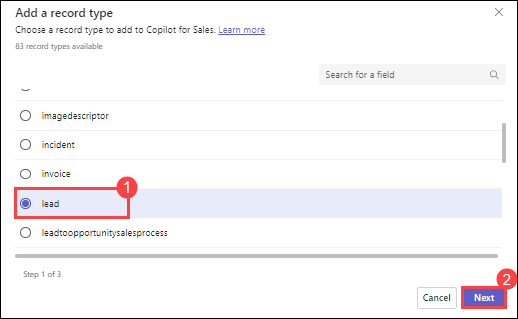 Add a record type
Choose a record type to add to Copilot for Sales. Learn more
83 record types available
Search for a field
imagedescriptor
incident
invoice
1
lead
leadtoopportunitysalesprocess
Step 1 of 3
2
Cancel
Next